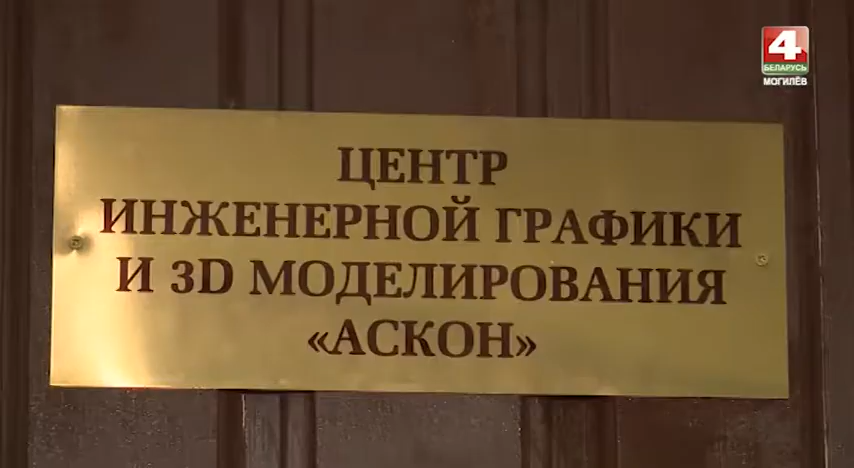 4
БЕЛАРУСЬ
МОГИЛЁВ
ЦЕНТР
ИНЖЕНЕРНОЙ ГРАФИКИ
И 3D МОДЕЛИРОВАНИЯ
«АСКОН»